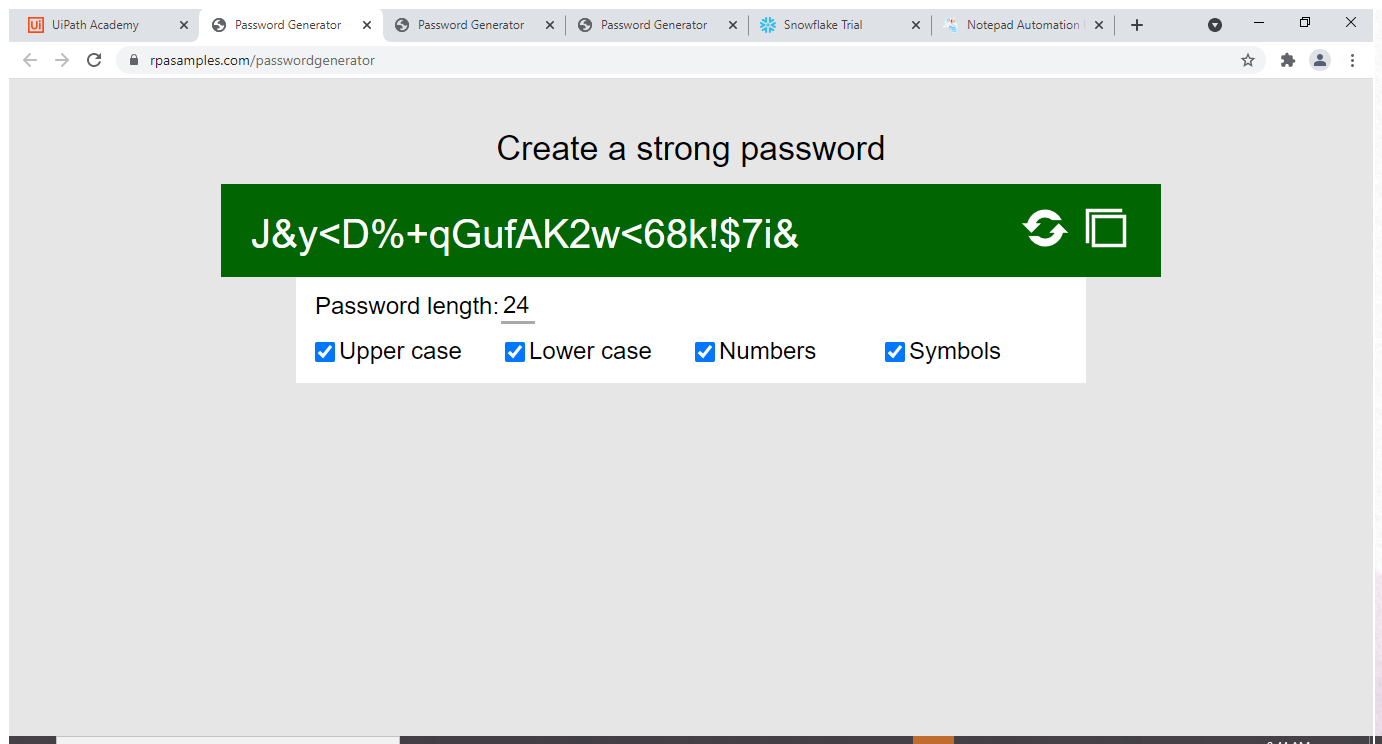 UiPath Academy
Password Generator
Password Generator
Password Generator
Snowflake Trial
Notepad Automation
rpasamples.com/passwordgenerator
Create a strong password
J&y<D%+qGufAK2w<68k!$7i&
Password length: 24
Upper case Lower case Numbers Symbols